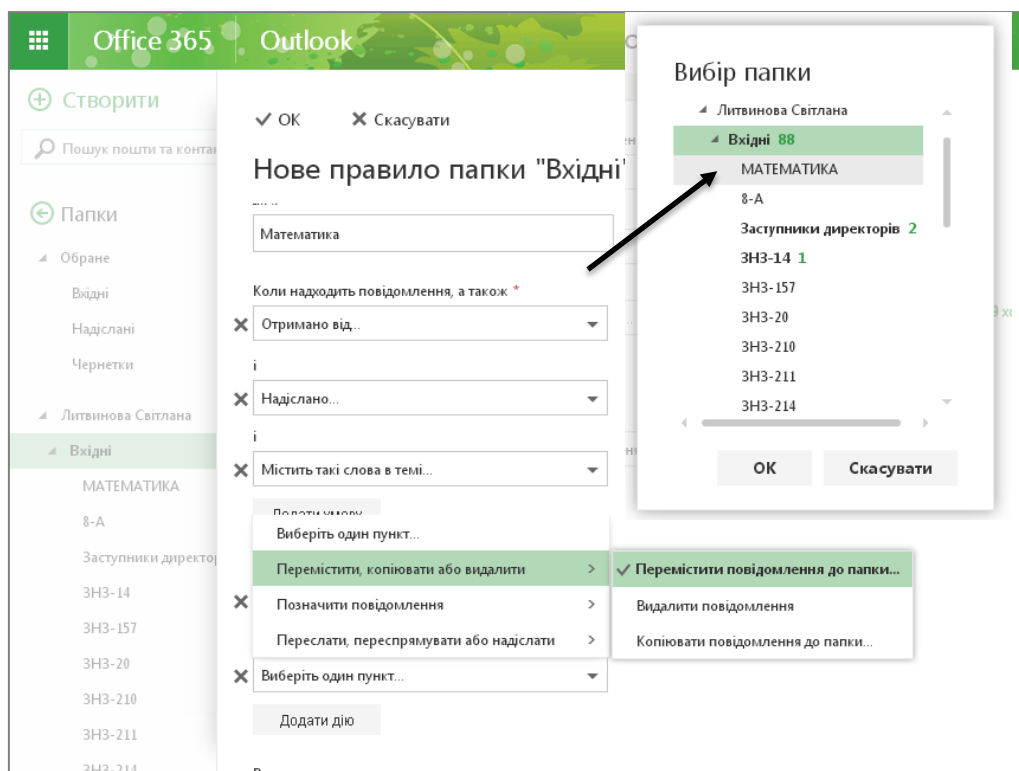 Office 365 Outlook
Створити
Пошук пошти та контак
Папки
Обране
Вхідні
Надіслані
Чернетки
Литвинова Світлана
Вхідні
МАТЕМАТИКА
8-А
Заступники директор
ЗНЗ-14
ЗНЗ-157
ЗНЗ-20
ЗНЗ-210
ЗНЗ-211
ЗНЗ-214
OK Скасувати
Нове правило папки "Вхідні"
Математика
Коли надходить повідомлення, а також *
Отримано від...
і
Надіслано...
і
Містить такі слова в темі...
Додати умову
Виберіть один пункт...
Перемістити, копіювати або видалити
Позначити повідомлення
Переслати, переспрямувати або надіслати
Перемістити повідомлення до папки...
Видалити повідомлення
Копіювати повідомлення до папки...
Виберіть один пункт...
Додати дію
Вибір папки
Литвинова Світлана
Вхідні 88
МАТЕМАТИКА
8-А
Заступники директорів 2
ЗНЗ-14 1
ЗНЗ-157
ЗНЗ-20
ЗНЗ-210
ЗНЗ-211
ЗНЗ-214
OK Скасувати